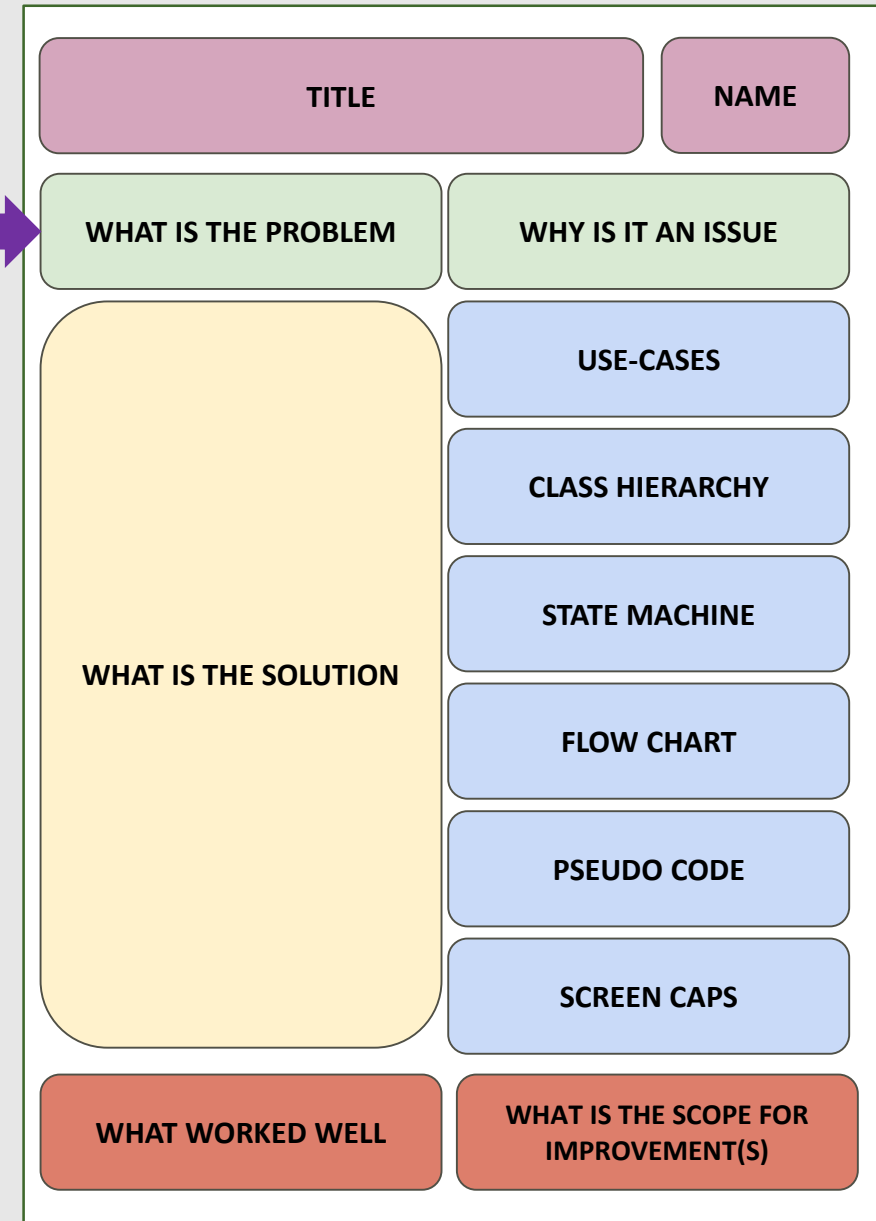 TITLE
NAME
WHAT IS THE PROBLEM
WHY IS IT AN ISSUE
WHAT IS THE SOLUTION
USE-CASES
CLASS HIERARCHY
STATE MACHINE
FLOW CHART
PSEUDO CODE
SCREEN CAPS
WHAT WORKED WELL
WHAT IS THE SCOPE FOR
IMPROVEMENT(S)